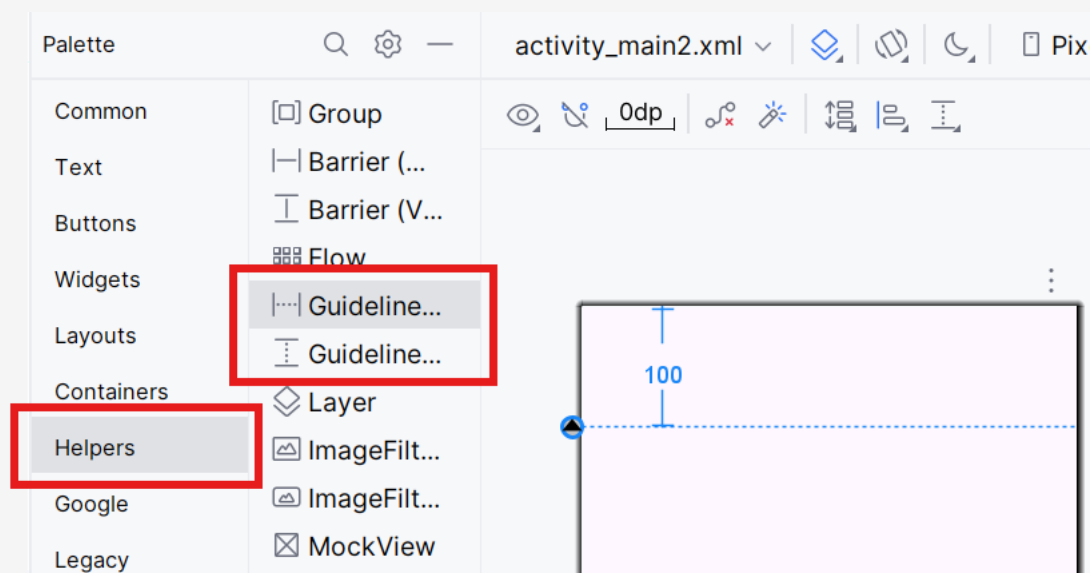 Palette
activity_main2.xml
Pix
Common
Text
Buttons
Widgets
Layouts
Containers
Helpers
Google
Legacy
Group
Barrier (...
Barrier (V...
Flow
Guideline...
Guideline...
Layer
ImageFilt...
ImageFilt...
MockView
0dp
100